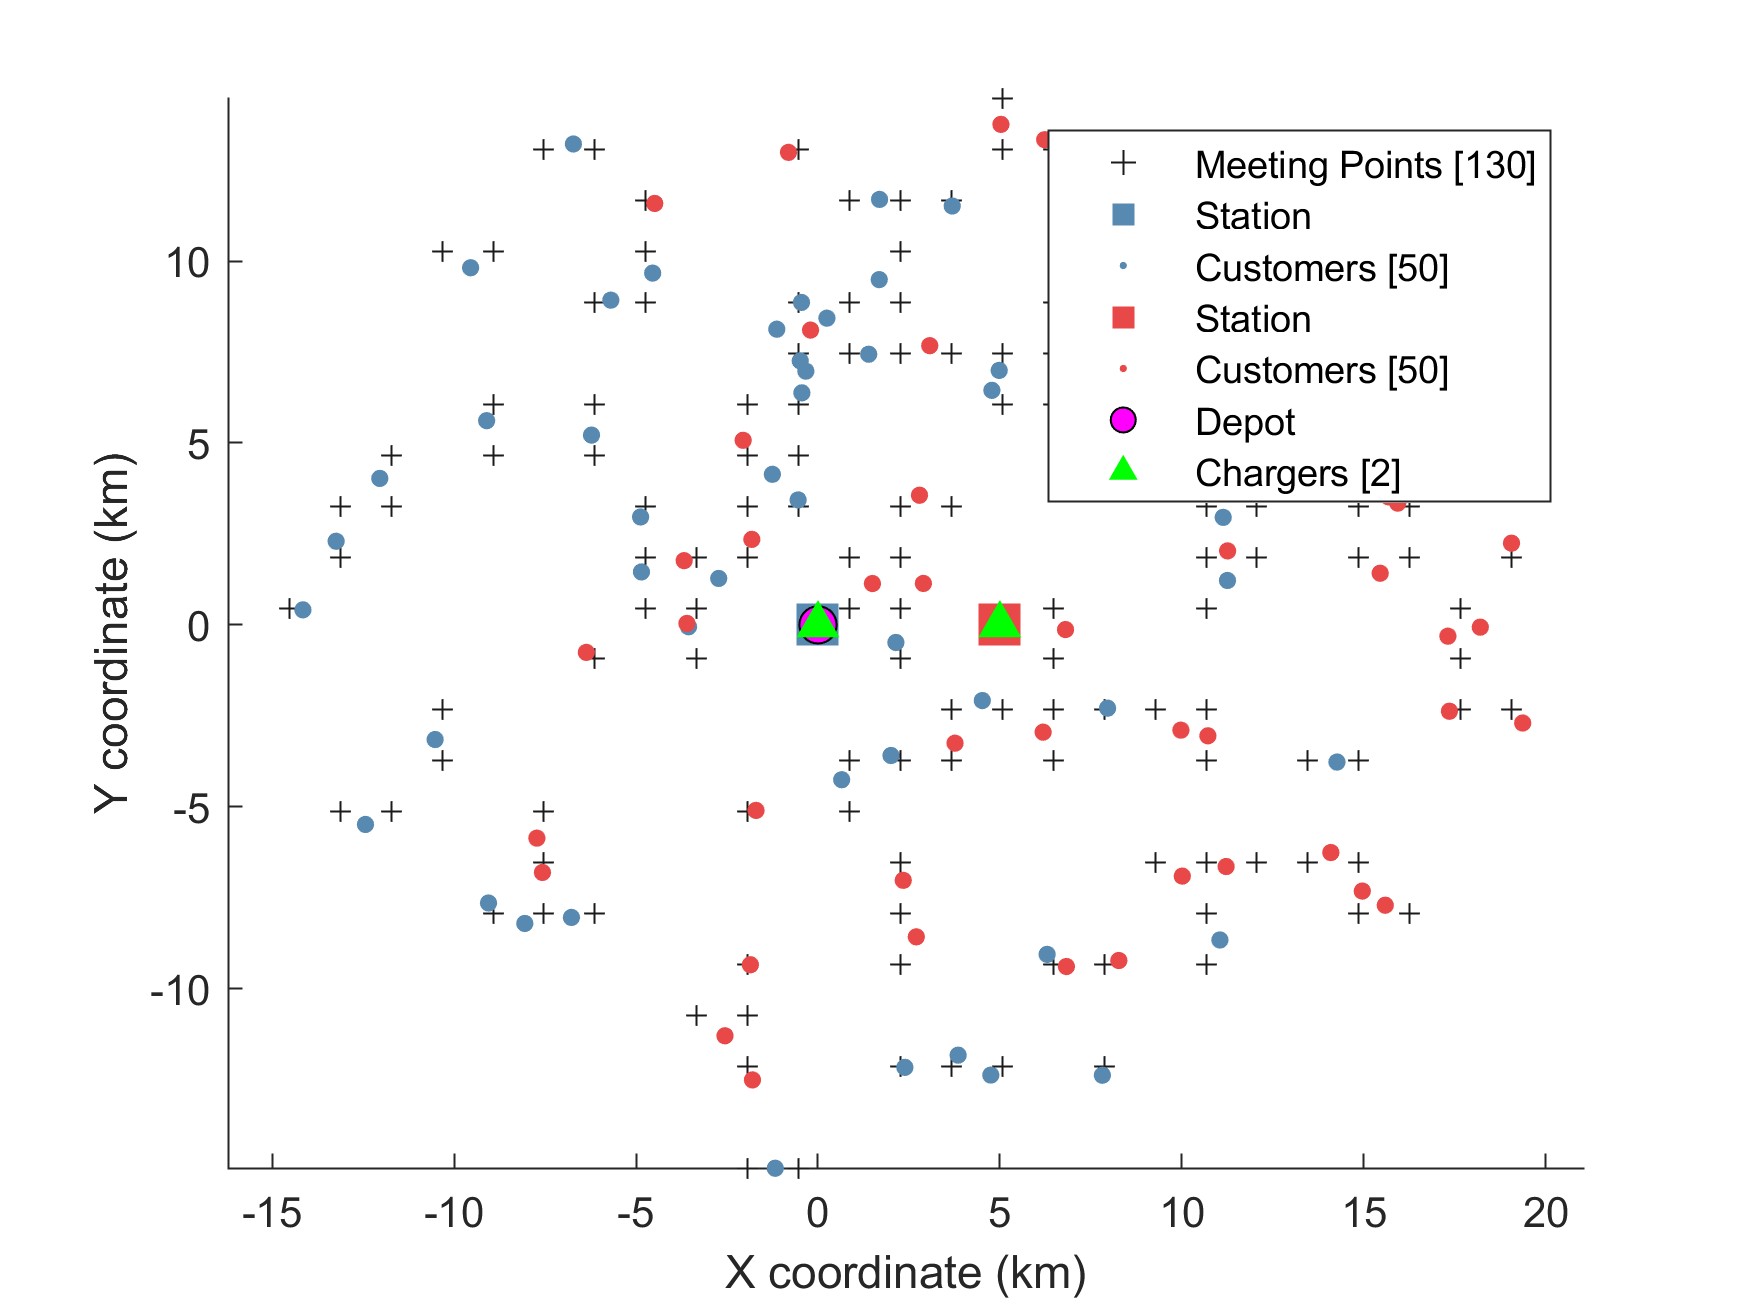 Meeting Points [130]
Station
Customers [50]
Station
Customers [50]
Depot
Chargers [2]
10
5
0
-5
-10
Y coordinate (km)
-15
-10
-5
0
5
10
15
20
X coordinate (km)